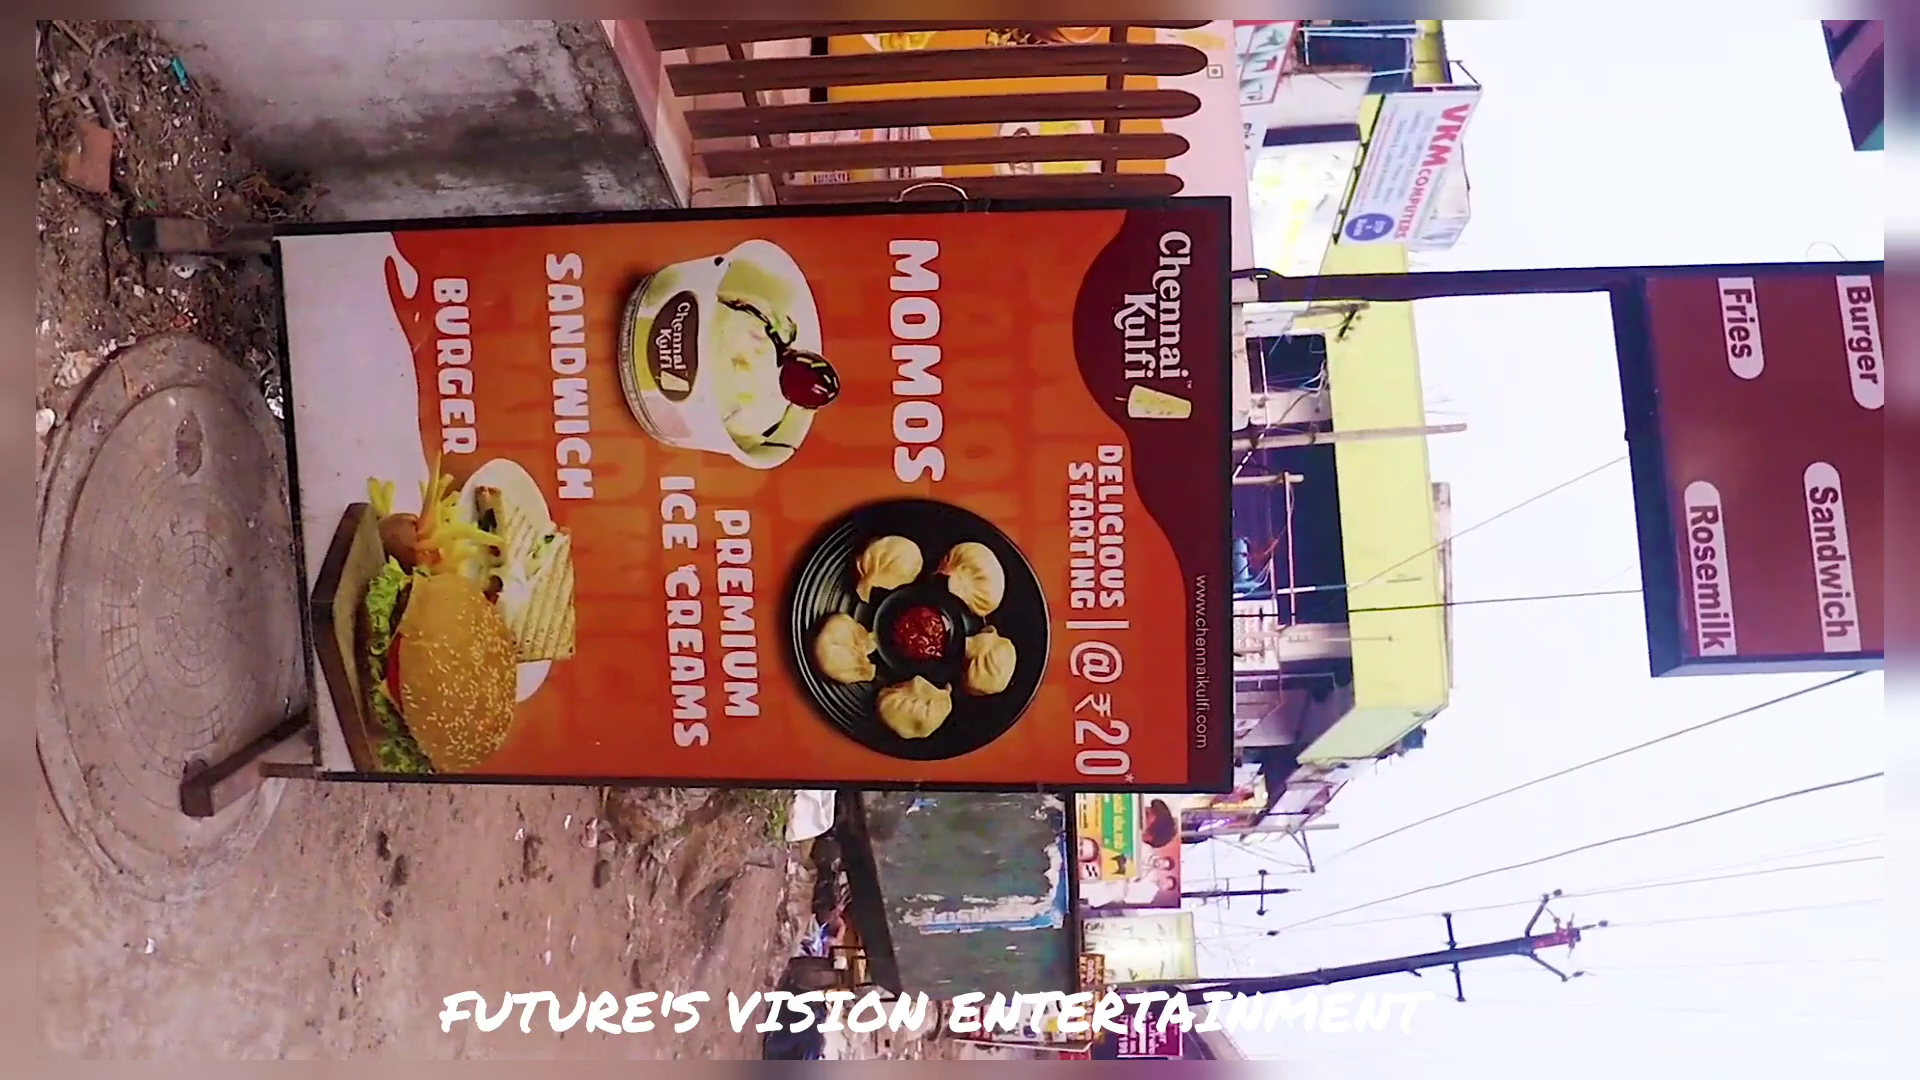 Chennai
Kulfi
www.chennaikulfi.com
DELICIOUS
STARTING | @ ₹20*
MOMOS
Chennai
Kulfi
PREMIUM
ICE CREAMS
SANDWICH
BURGER
Burger
Sandwich
Fries
Rosemilk
VKM COMPUTERS
FUTURE'S VISION ENTERTAINMENT